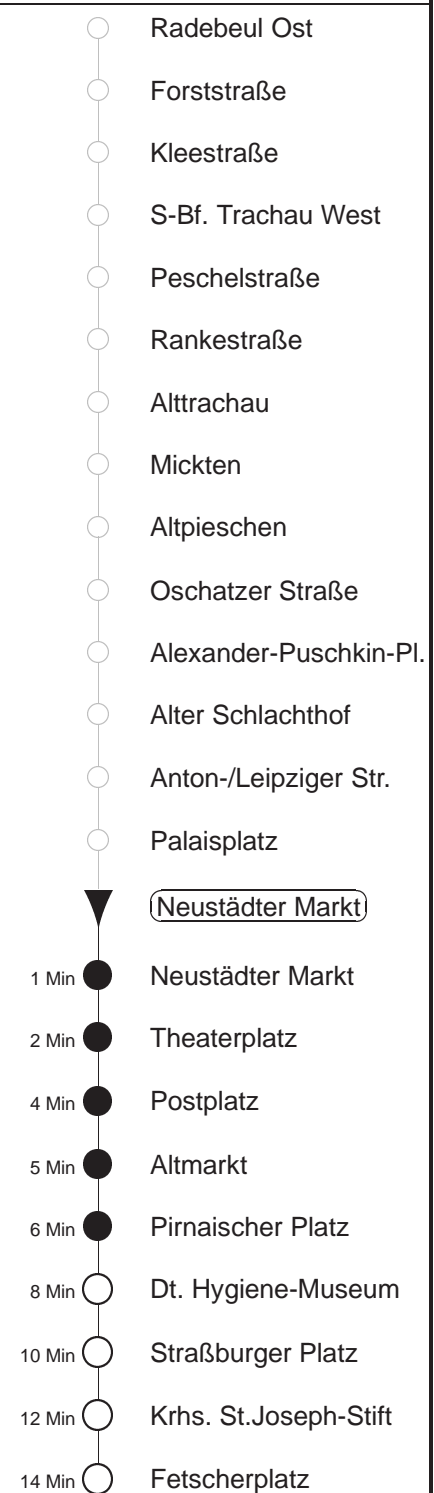 Radebeul Ost
Forststraße
Kleestraße
S-Bf. Trachau West
Peschelstraße
Rankestraße
Alttrachau
Mickten
Altpieschen
Oschatzer Straße
Alexander-Puschkin-Pl.
Alter Schlachthof
Anton-/Leipziger Str.
Palaisplatz
Neustädter Markt
1 Min Neustädter Markt
2 Min Theaterplatz
4 Min Postplatz
5 Min Altmarkt
6 Min Pirnaischer Platz
8 Min Dt. Hygiene-Museum
10 Min Straßburger Platz
12 Min Krhs. St.Joseph-Stift
14 Min Fetscherplatz